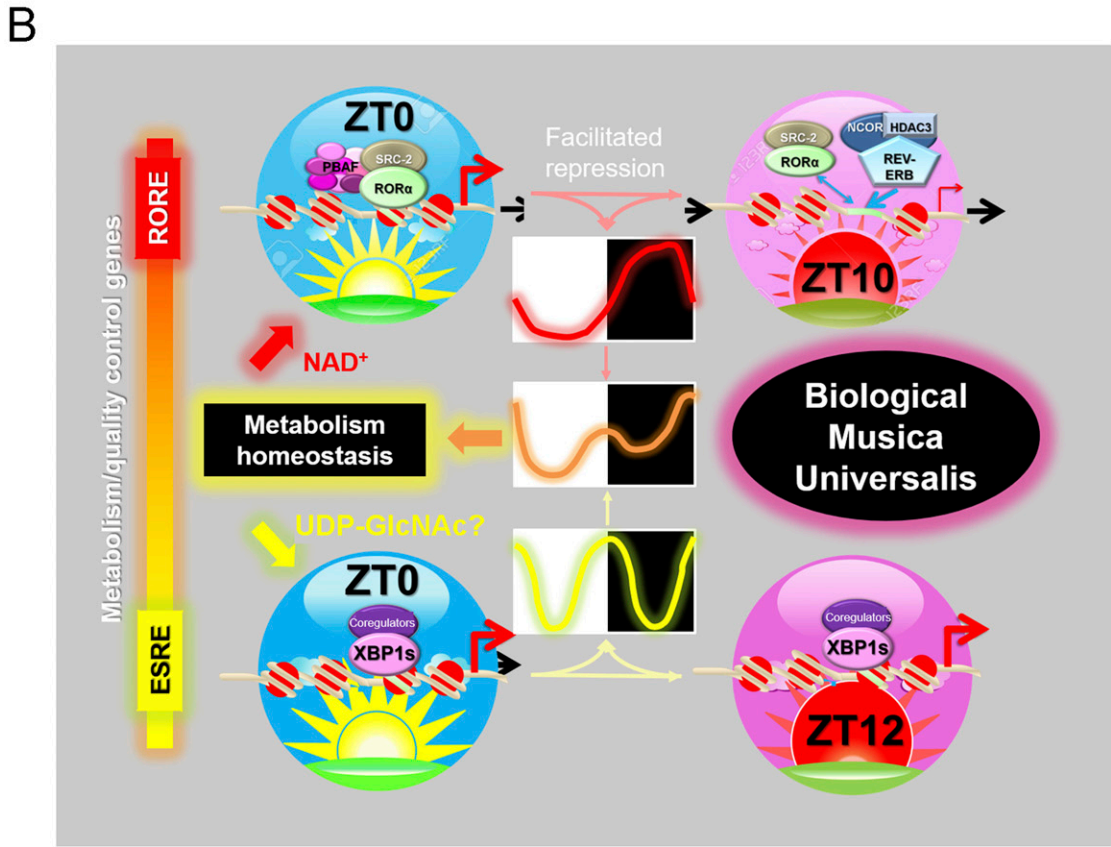 B
ZT0
PBAF
SRC-2
RORα
Facilitated
repression
SRC-2
RORα
NCOR
HDAC3
REV-
ERB
ZT10
RORE
Metabolism/quality control genes
ESRE
NAD⁺
Metabolism
homeostasis
Biological
Musica
Universalis
UDP-GlcNAc?
ZT0
Coregulators
XBP1s
Coregulators
XBP1s
ZT12